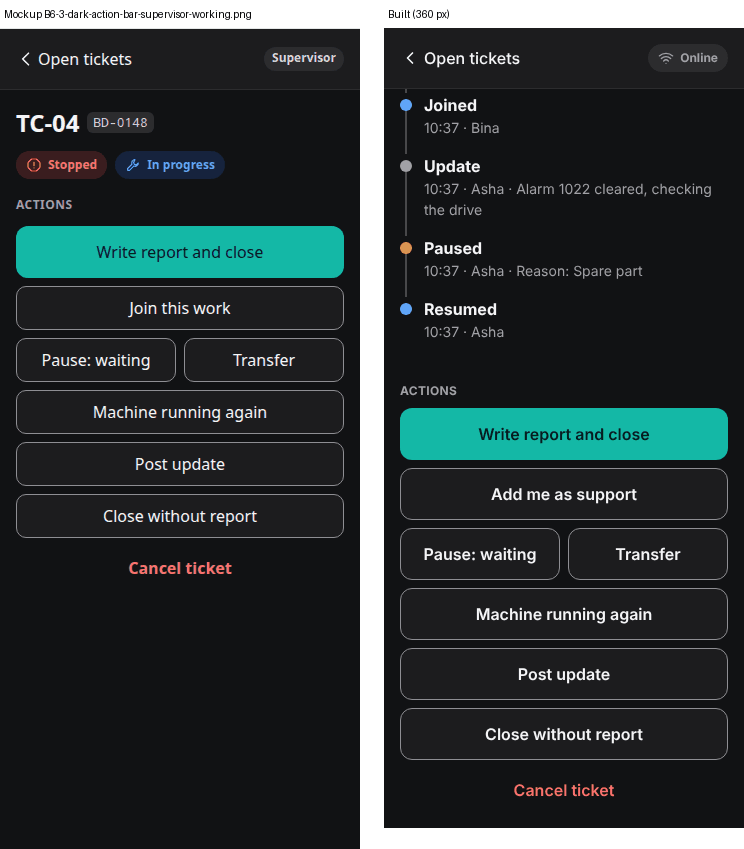 Mockup B6-3-dark-action-bar-supervisor-working.png
Open tickets
Supervisor
TC-04
BD-0148
Stopped
In progress
ACTIONS
Write report and close
Join this work
Pause: waiting
Transfer
Machine running again
Post update
Close without report
Cancel ticket
Built (360 px)
Open tickets
Online
Joined
10:37 · Bina
Update
10:37 · Asha · Alarm 1022 cleared, checking
the drive
Paused
10:37 · Asha · Reason: Spare part
Resumed
10:37 · Asha
ACTIONS
Write report and close
Add me as support
Pause: waiting
Transfer
Machine running again
Post update
Close without report
Cancel ticket